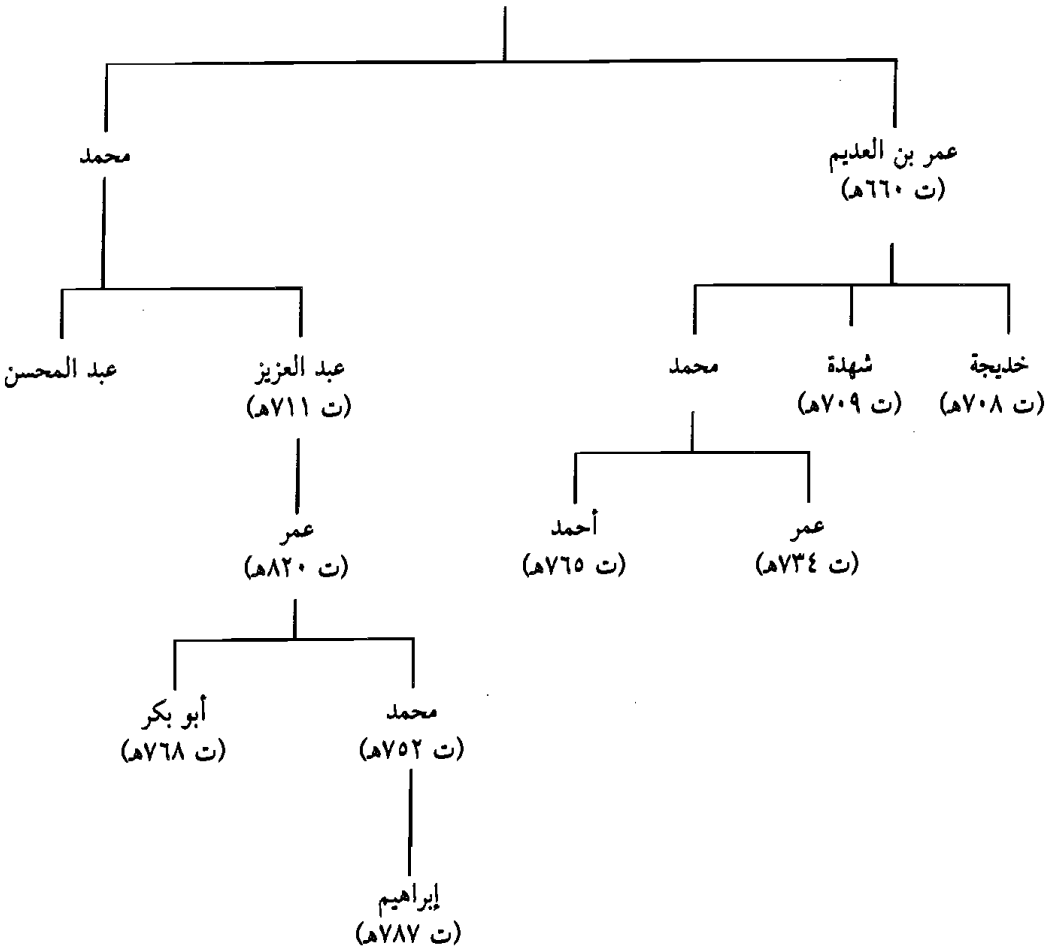 عمر بن العديم
(ت ٦٦٠هـ)
محمد
خديجة
(ت ٧٠٨هـ)
شهدة
(ت ٧٠٩هـ)
محمد
عبد العزيز
(ت ٧١١هـ)
عبد المحسن
عمر
(ت ٧٣٤هـ)
أحمد
(ت ٧٦٥هـ)
عمر
(ت ٨٢٠هـ)
محمد
(ت ٧٥٢هـ)
أبو بكر
(ت ٧٦٨هـ)
إبراهيم
(ت ٧٨٧هـ)